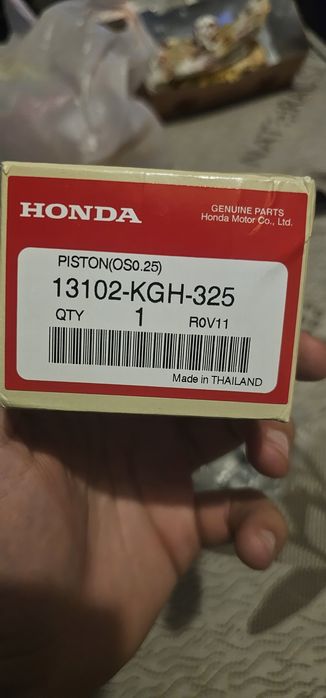 HONDA
GENUINE PARTS
Honda Motor Co., Ltd.
PISTON(OS0.25)
13102-KGH-325
QTY 1 R0V11
Made in THAILAND